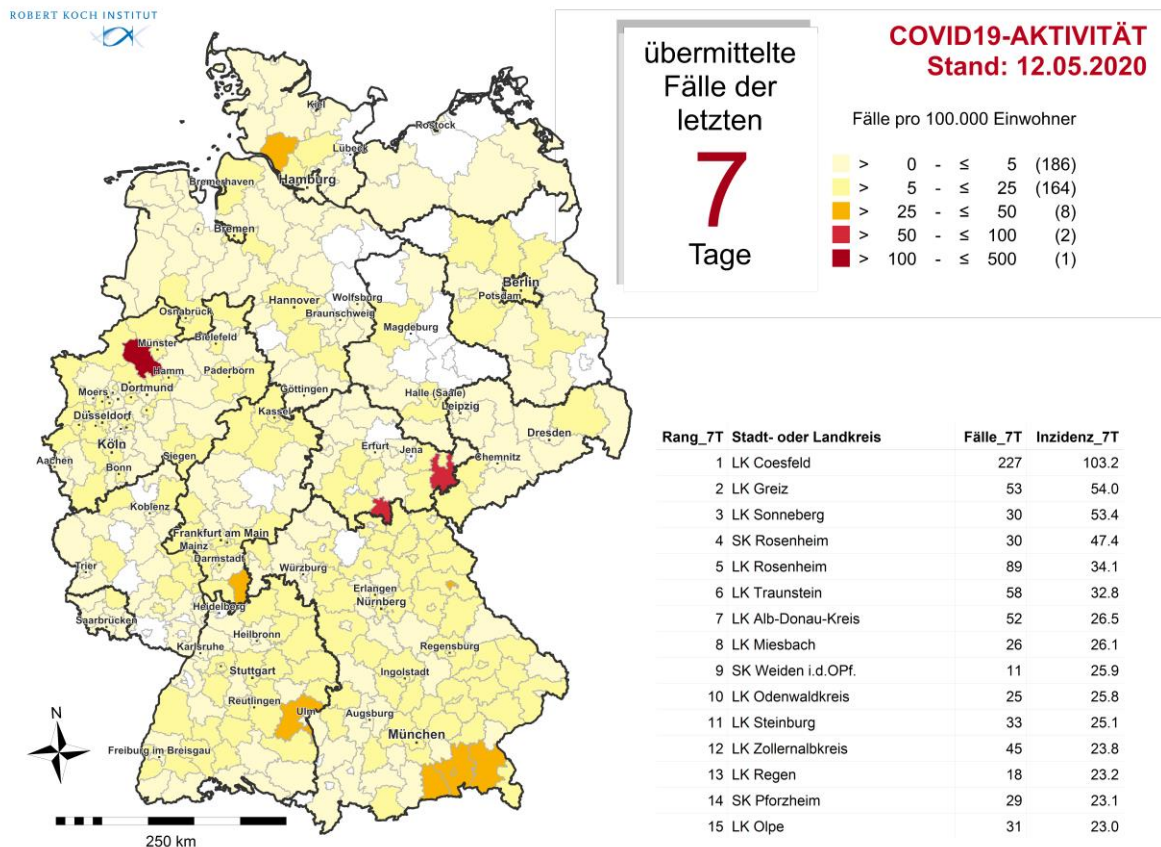 ROBERT KOCH INSTITUT
übermittelte
Fälle der
letzten
7
Tage
COVID19-AKTIVITÄT
Stand: 12.05.2020
Fälle pro 100.000 Einwohner
> 0 - ≤ 5 (186)
> 5 - ≤ 25 (164)
> 25 - ≤ 50 (8)
> 50 - ≤ 100 (2)
> 100 - ≤ 500 (1)
Kiel
Rostock
Lübeck
Hamburg
Bremerhaven
Bremen
Berlin
Potsdam
Hannover
Wolfsburg
Braunschweig
Osnabrück
Magdeburg
Münster
Bielefeld
Hamm
Paderborn
Moers
Dortmund
Göttingen
Halle (Saale)
Leipzig
Düsseldorf
Kassel
Dresden
Köln
Siegen
Erfurt
Jena
Chemnitz
Aachen
Bonn
Koblenz
Frankfurt am Main
Mainz
Darmstadt
Trier
Würzburg
Erlangen
Nürnberg
Heidelberg
Saarbrücken
Heilbronn
Karlsruhe
Regensburg
Stuttgart
Ingolstadt
Reutlingen
Ulm
Augsburg
München
Freiburg im Breisgau
N
250 km
Rang_7T Stadt- oder Landkreis Fälle_7T Inzidenz_7T
1 LK Coesfeld 227 103.2
2 LK Greiz 53 54.0
3 LK Sonneberg 30 53.4
4 SK Rosenheim 30 47.4
5 LK Rosenheim 89 34.1
6 LK Traunstein 58 32.8
7 LK Alb-Donau-Kreis 52 26.5
8 LK Miesbach 26 26.1
9 SK Weiden i.d.OPf. 11 25.9
10 LK Odenwaldkreis 25 25.8
11 LK Steinburg 33 25.1
12 LK Zollernalbkreis 45 23.8
13 LK Regen 18 23.2
14 SK Pforzheim 29 23.1
15 LK Olpe 31 23.0